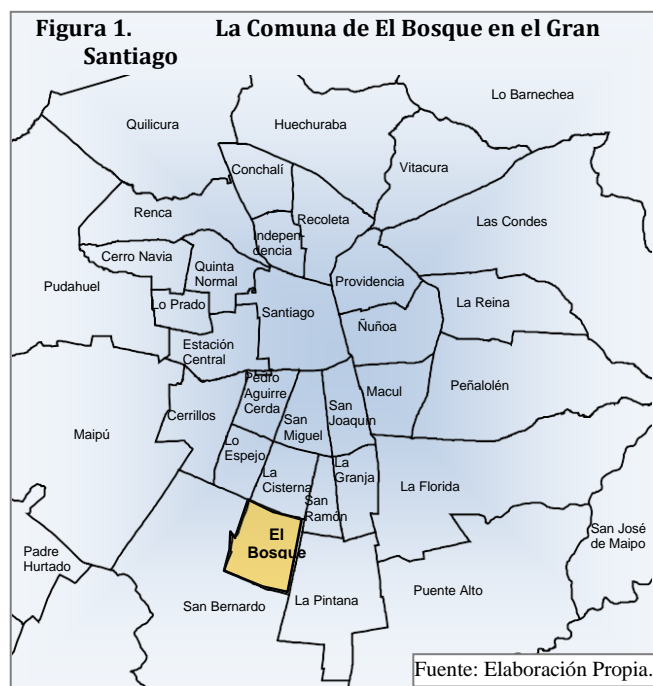 Figura 1. La Comuna de El Bosque en el Gran
Santiago
Lo Barnechea
Quilicura
Huechuraba
Vitacura
Conchalí
Renca
Recoleta
Las Condes
Indepen-
dencia
Cerro Navia
Quinta
Normal
Providencia
Pudahuel
Lo Prado
Santiago
La Reina
Ñuñoa
Estación
Central
Pedro
Aguirre
Cerda
Macul
Peñalolén
Cerrillos
San
Miguel
San
Joaquín
Maipú
Lo
Espejo
La
Cisterna
La
Granja
San
Ramón
La Florida
El
Bosque
San José
de Maipo
Padre
Hurtado
San Bernardo
La Pintana
Puente Alto
Fuente: Elaboración Propia.